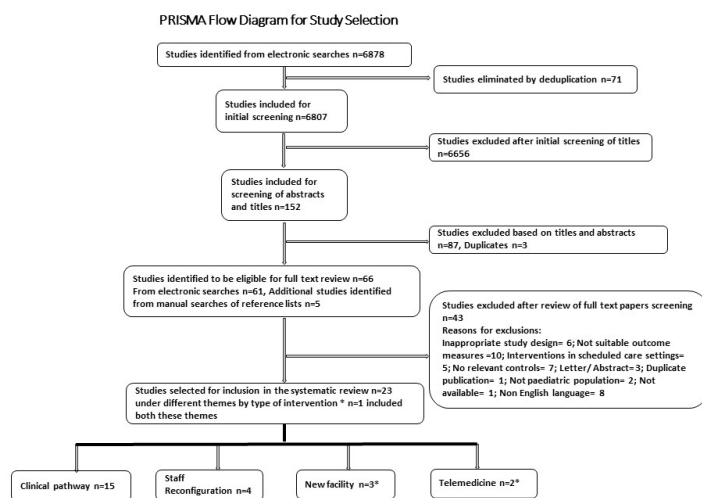 PRISMA Flow Diagram for Study Selection
Studies identified from electronic searches n=6878
Studies eliminated by deduplication n=71
Studies included for
initial screening n=6807
Studies excluded after initial screening of titles
n=6656
Studies included for
screening of abstracts
and titles n=152
Studies excluded based on titles and abstracts
n=87, Duplicates n=3
Studies identified to be eligible for full text review n=66
From electronic searches n=61, Additional studies identified
from manual searches of reference lists n=5
Studies excluded after review of full text papers screening
n=43
Reasons for exclusions:
Inappropriate study design= 6; Not suitable outcome
measures =10; Interventions in scheduled care settings=
5; No relevant controls= 7; Letter/ Abstract= 3; Duplicate
publication= 1; Not paediatric population= 2; Not
available= 1; Non English language= 8
Studies selected for inclusion in the systematic review n=23
under different themes by type of intervention * n=1 included
both these themes
Clinical pathway n=15
Staff
Reconfiguration n=4
New facility n=3*
Telemedicine n=2*